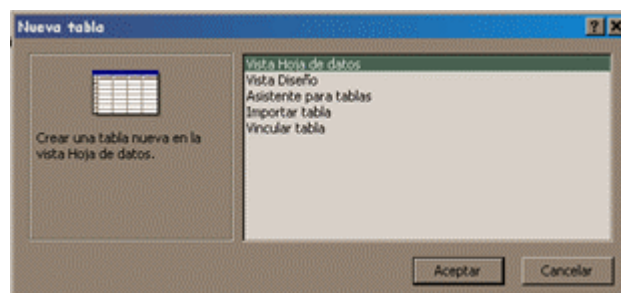 Nueva tabla
Crear una tabla nueva en la
vista Hoja de datos.
Vista Hoja de datos
Vista Diseño
Asistente para tablas
Importar tabla
Vincular tabla
Aceptar
Cancelar